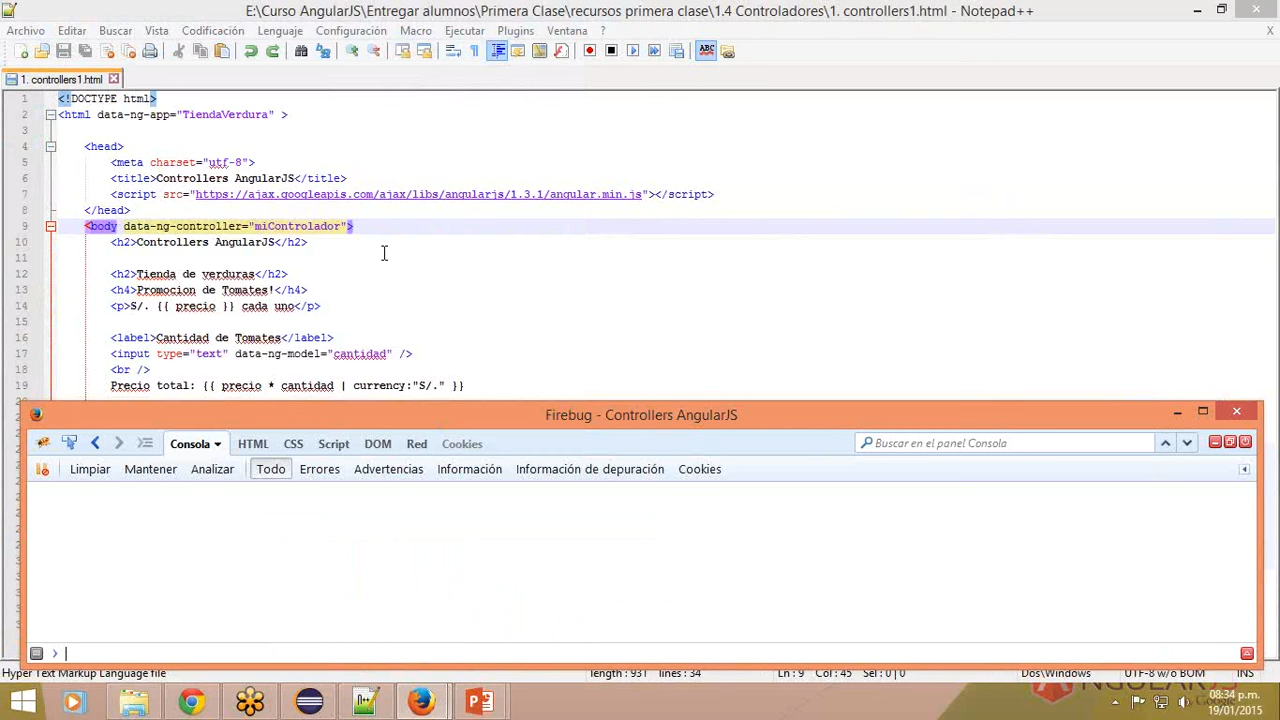 E:\Curso AngularJS\Entregar alumnos\Primera Clase\recursos primera clase\1.4 Controladores\1. controllers1.html - Notepad++
Archivo Editar Buscar Vista Codificación Lenguaje Configuración Macro Ejecutar Plugins Ventana ? X
ABC
1. controllers1.html
1 <!DOCTYPE html>
2 <html data-ng-app="TiendaVerdura" >
3
4 <head>
5 <meta charset="utf-8">
6 <title>Controllers AngularJS</title>
7 <script src="https://ajax.googleapis.com/ajax/libs/angularjs/1.3.1/angular.min.js"></script>
8 </head>
9 <body data-ng-controller="miControlador">
10 <h2>Controllers AngularJS</h2>
11
12 <h2>Tienda de verduras</h2>
13 <h4>Promocion de Tomates!</h4>
14 <p>S/. {{ precio }} cada uno</p>
15
16 <label>Cantidad de Tomates</label>
17 <input type="text" data-ng-model="cantidad" />
18 <br />
19 Precio total: {{ precio * cantidad | currency:"S/." }}
Firebug - Controllers AngularJS
Consola HTML CSS Script DOM Red Cookies Buscar en el panel Consola
Limpiar Mantener Analizar Todo Errores Advertencias Información Información de depuración Cookies
Hyper Text Markup Language file length : 931 lines : 34 Ln : 9 Col : 45 Sel : 0 | 0 Dos\Windows UTF-8 w/o BOM INS
08:34 p.m.
19/01/2015